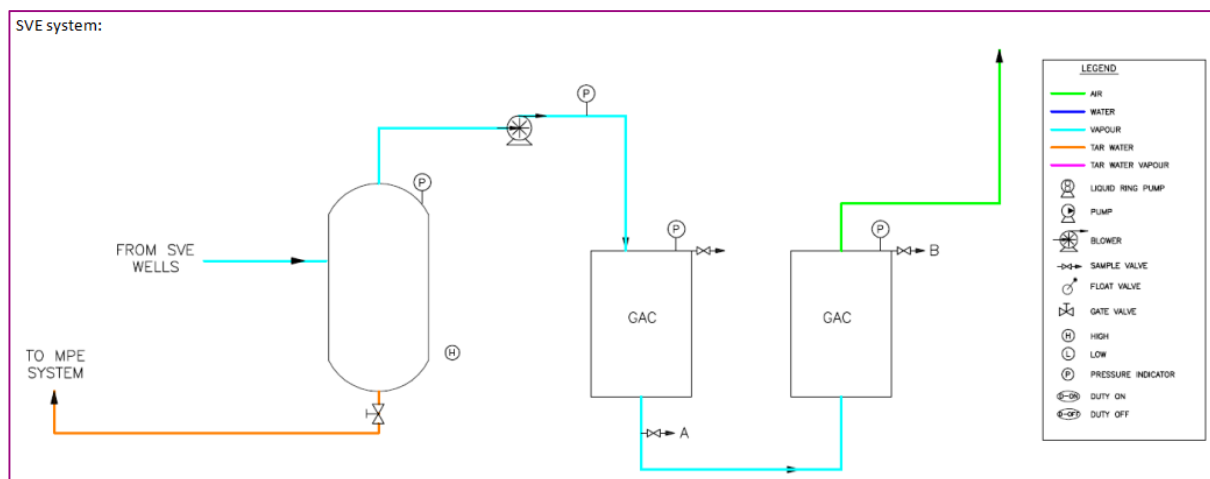 SVE system:
P
P
FROM SVE
WELLS
H
TO MPE
SYSTEM
P
GAC
A
P
B
GAC
LEGEND
AIR
WATER
VAPOUR
TAR WATER
TAR WATER VAPOUR
LIQUID RING PUMP
PUMP
BLOWER
SAMPLE VALVE
FLOAT VALVE
GATE VALVE
H HIGH
L LOW
P PRESSURE INDICATOR
D-ON DUTY ON
D-OFF DUTY OFF